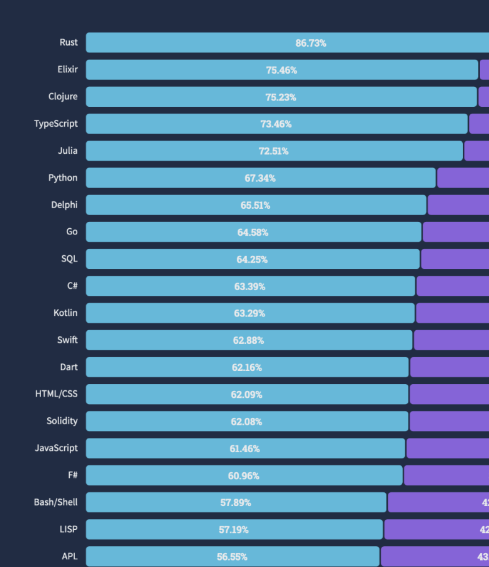 Rust 86.73%
Elixir 75.46%
Clojure 75.23%
TypeScript 73.46%
Julia 72.51%
Python 67.34%
Delphi 65.51%
Go 64.58%
SQL 64.25%
C# 63.39%
Kotlin 63.29%
Swift 62.88%
Dart 62.16%
HTML/CSS 62.09%
Solidity 62.08%
JavaScript 61.46%
F# 60.96%
Bash/Shell 57.89%
LISP 57.19% 42
APL 56.55% 43